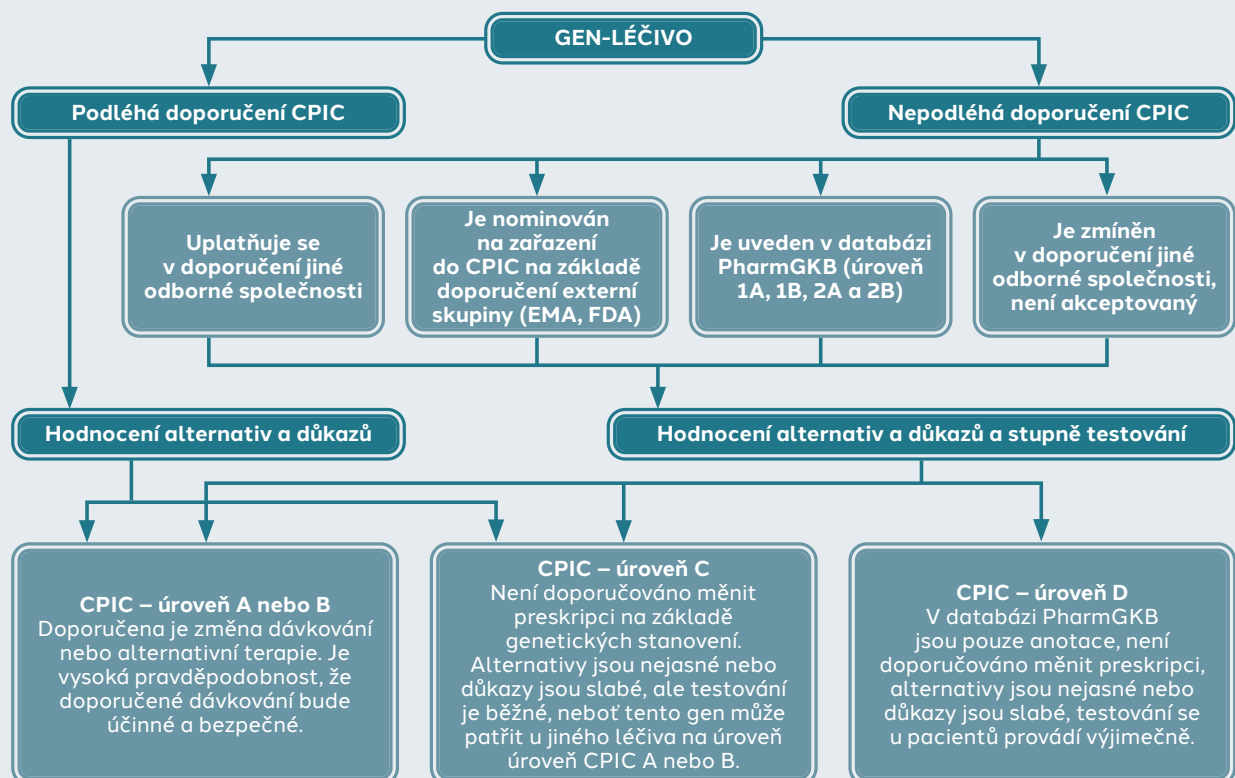 GEN-LÉČIVO
Podléhá doporučení CPIC
Nepodléhá doporučení CPIC
Uplatňuje se
v doporučení jiné
odborné společnosti
Je nominován
na zařazení
do CPIC na základě
doporučení externí
skupiny (EMA, FDA)
Je uveden v databázi
PharmGKB (úroveň
1A, 1B, 2A a 2B)
Je zmíněn
v doporučení jiné
odborné společnosti,
není akceptovaný
Hodnocení alternativ a důkazů
Hodnocení alternativ a důkazů a stupně testování
CPIC – úroveň A nebo B
Doporučena je změna dávkování
nebo alternativní terapie. Je
vysoká pravděpodobnost, že
doporučené dávkování bude
účinné a bezpečné.
CPIC – úroveň C
Není doporučováno měnit
preskripci na základě
genetických stanovení.
Alternativy jsou nejasné nebo
důkazy jsou slabé, ale testování
je běžné, neboť tento gen může
patřit u jiného léčiva na úroveň
úroveň CPIC A nebo B.
CPIC – úroveň D
V databázi PharmGKB
jsou pouze anotace, není
doporučováno měnit preskripci,
alternativy jsou nejasné nebo
důkazy jsou slabé, testování se
u pacientů provádí výjimečně.